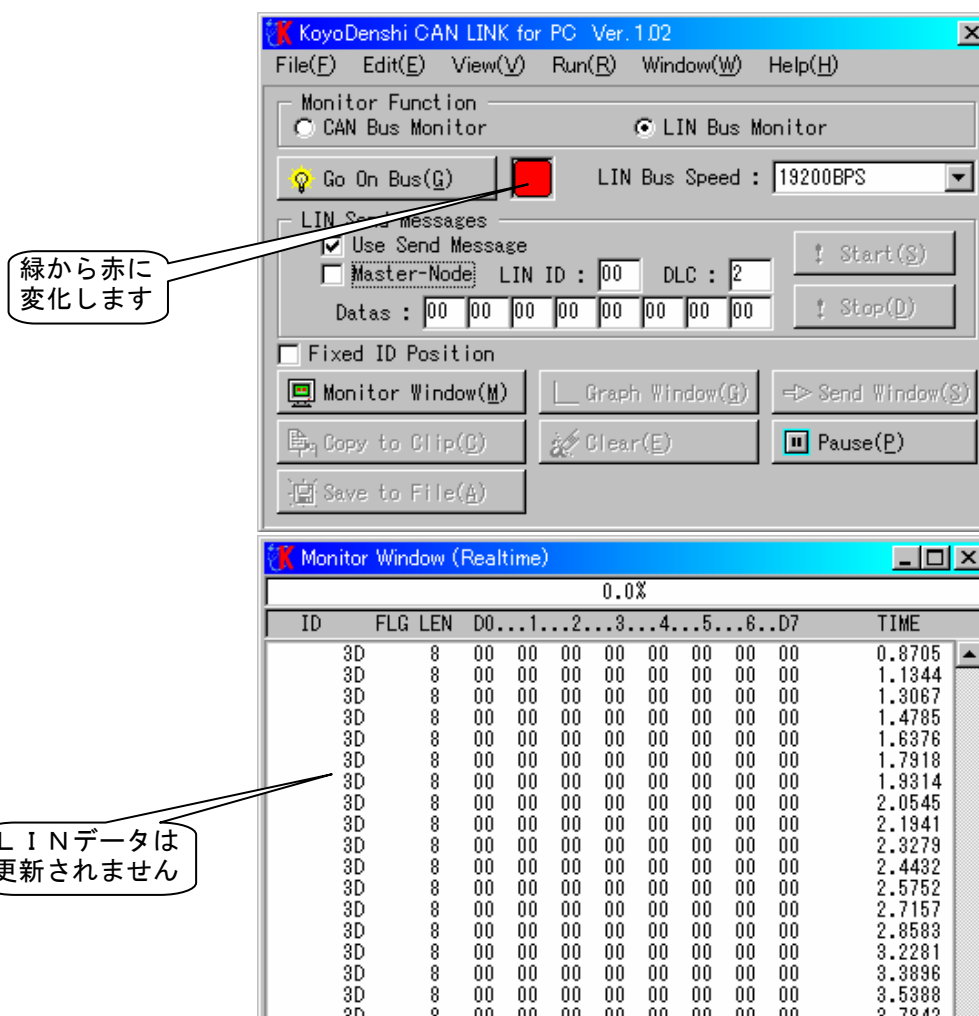 KoyoDenshi CAN LINK for PC Ver.1.02
File(F) Edit(E) View(V) Run(R) Window(W) Help(H)
Monitor Function
CAN Bus Monitor LIN Bus Monitor
Go On Bus(G) LIN Bus Speed : 19200BPS
LIN Send Messages
Use Send Message
Start(S)
Master-Node LIN ID : 00 DLC : 2
Datas : 00 00 00 00 00 00 00 00
Stop(D)
Fixed ID Position
Monitor Window(M) Graph Window(G) Send Window(S)
Copy to Clip(C) Clear(E) Pause(P)
Save to File(A)
緑から赤に
変化します
Monitor Window (Realtime)
0.0%
ID FLG LEN D0...1...2...3...4...5...6..D7 TIME
3D 8 00 00 00 00 00 00 00 00 0.8705
3D 8 00 00 00 00 00 00 00 00 1.1344
3D 8 00 00 00 00 00 00 00 00 1.3067
3D 8 00 00 00 00 00 00 00 00 1.4785
3D 8 00 00 00 00 00 00 00 00 1.6376
3D 8 00 00 00 00 00 00 00 00 1.7918
3D 8 00 00 00 00 00 00 00 00 1.9314
3D 8 00 00 00 00 00 00 00 00 2.0545
3D 8 00 00 00 00 00 00 00 00 2.1941
3D 8 00 00 00 00 00 00 00 00 2.3279
3D 8 00 00 00 00 00 00 00 00 2.4432
3D 8 00 00 00 00 00 00 00 00 2.5752
3D 8 00 00 00 00 00 00 00 00 2.7157
3D 8 00 00 00 00 00 00 00 00 2.8583
3D 8 00 00 00 00 00 00 00 00 3.2281
3D 8 00 00 00 00 00 00 00 00 3.3896
3D 8 00 00 00 00 00 00 00 00 3.5388
3D 8 00 00 00 00 00 00 00 00
ＬＩＮデータは
更新されません